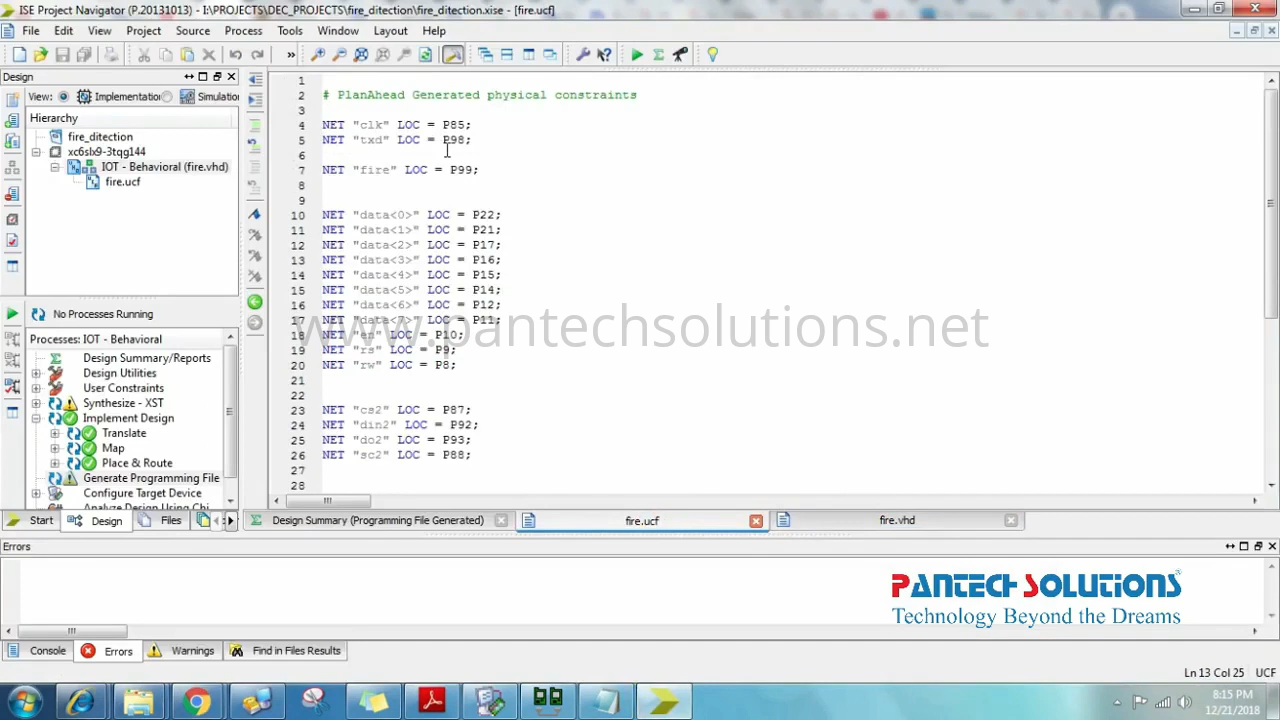 ISE Project Navigator (P.20131013) - I:\PROJECTS\DEC_PROJECTS\fire_ditection\fire_ditection.xise - [fire.ucf]
File Edit View Project Source Process Tools Window Layout Help
Design
View: Implementation Simulation
Hierarchy
fire_ditection
xc6slx9-3tqg144
IOT - Behavioral (fire.vhd)
fire.ucf
No Processes Running
Processes: IOT - Behavioral
Design Summary/Reports
Design Utilities
User Constraints
Synthesize - XST
Implement Design
Translate
Map
Place & Route
Generate Programming File
Configure Target Device
Analyze Design Using Chi
Start Design Files
1
2 # PlanAhead Generated physical constraints
3
4 NET "clk" LOC = P85;
5 NET "txd" LOC = P98;
6
7 NET "fire" LOC = P99;
8
9
10 NET "data<0>" LOC = P22;
11 NET "data<1>" LOC = P21;
12 NET "data<2>" LOC = P17;
13 NET "data<3>" LOC = P16;
14 NET "data<4>" LOC = P15;
15 NET "data<5>" LOC = P14;
16 NET "data<6>" LOC = P12;
17 NET "data<7>" LOC = P11;
18 NET "en" LOC = P10;
19 NET "rs" LOC = P9;
20 NET "rw" LOC = P8;
21
22
23 NET "cs2" LOC = P87;
24 NET "din2" LOC = P92;
25 NET "do2" LOC = P93;
26 NET "sc2" LOC = P88;
27
28
www.pantechsolutions.net
Design Summary (Programming File Generated) fire.ucf fire.vhd
Errors
PANTECH SOLUTIONS
Technology Beyond the Dreams
Console Errors Warnings Find in Files Results
Ln 13 Col 25 UCF
8:15 PM
12/21/2018